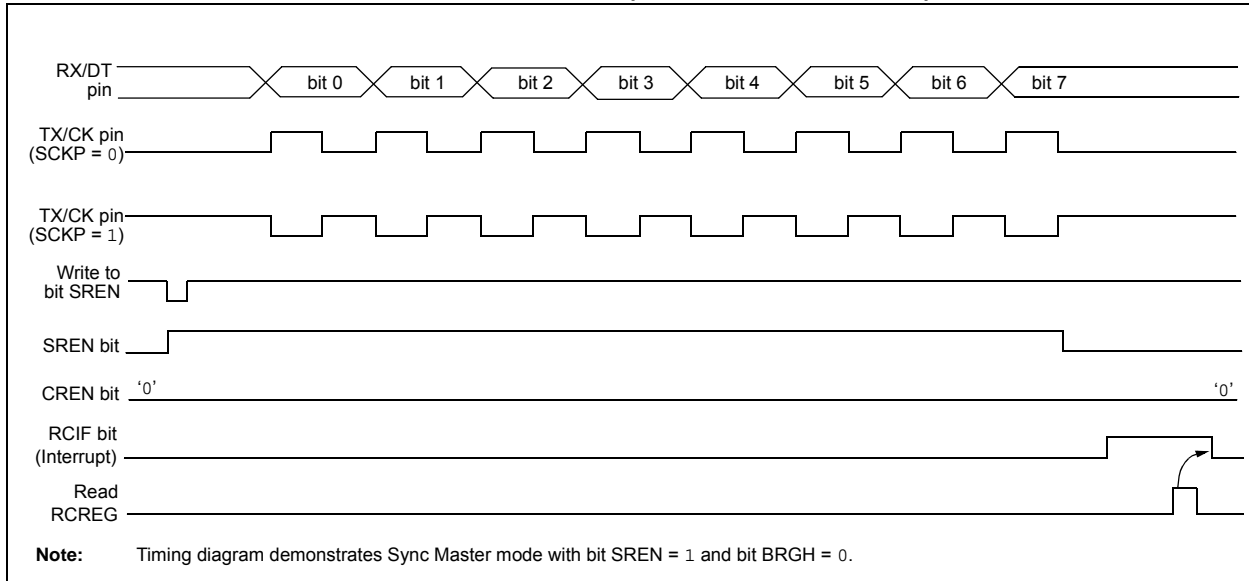 RX/DT
pin
bit 0 bit 1 bit 2 bit 3 bit 4 bit 5 bit 6 bit 7
TX/CK pin
(SCKP = 0)
TX/CK pin
(SCKP = 1)
Write to
bit SREN
SREN bit
CREN bit ‘0’ ‘0’
RCIF bit
(Interrupt)
Read
RCREG
Note: Timing diagram demonstrates Sync Master mode with bit SREN = 1 and bit BRGH = 0.